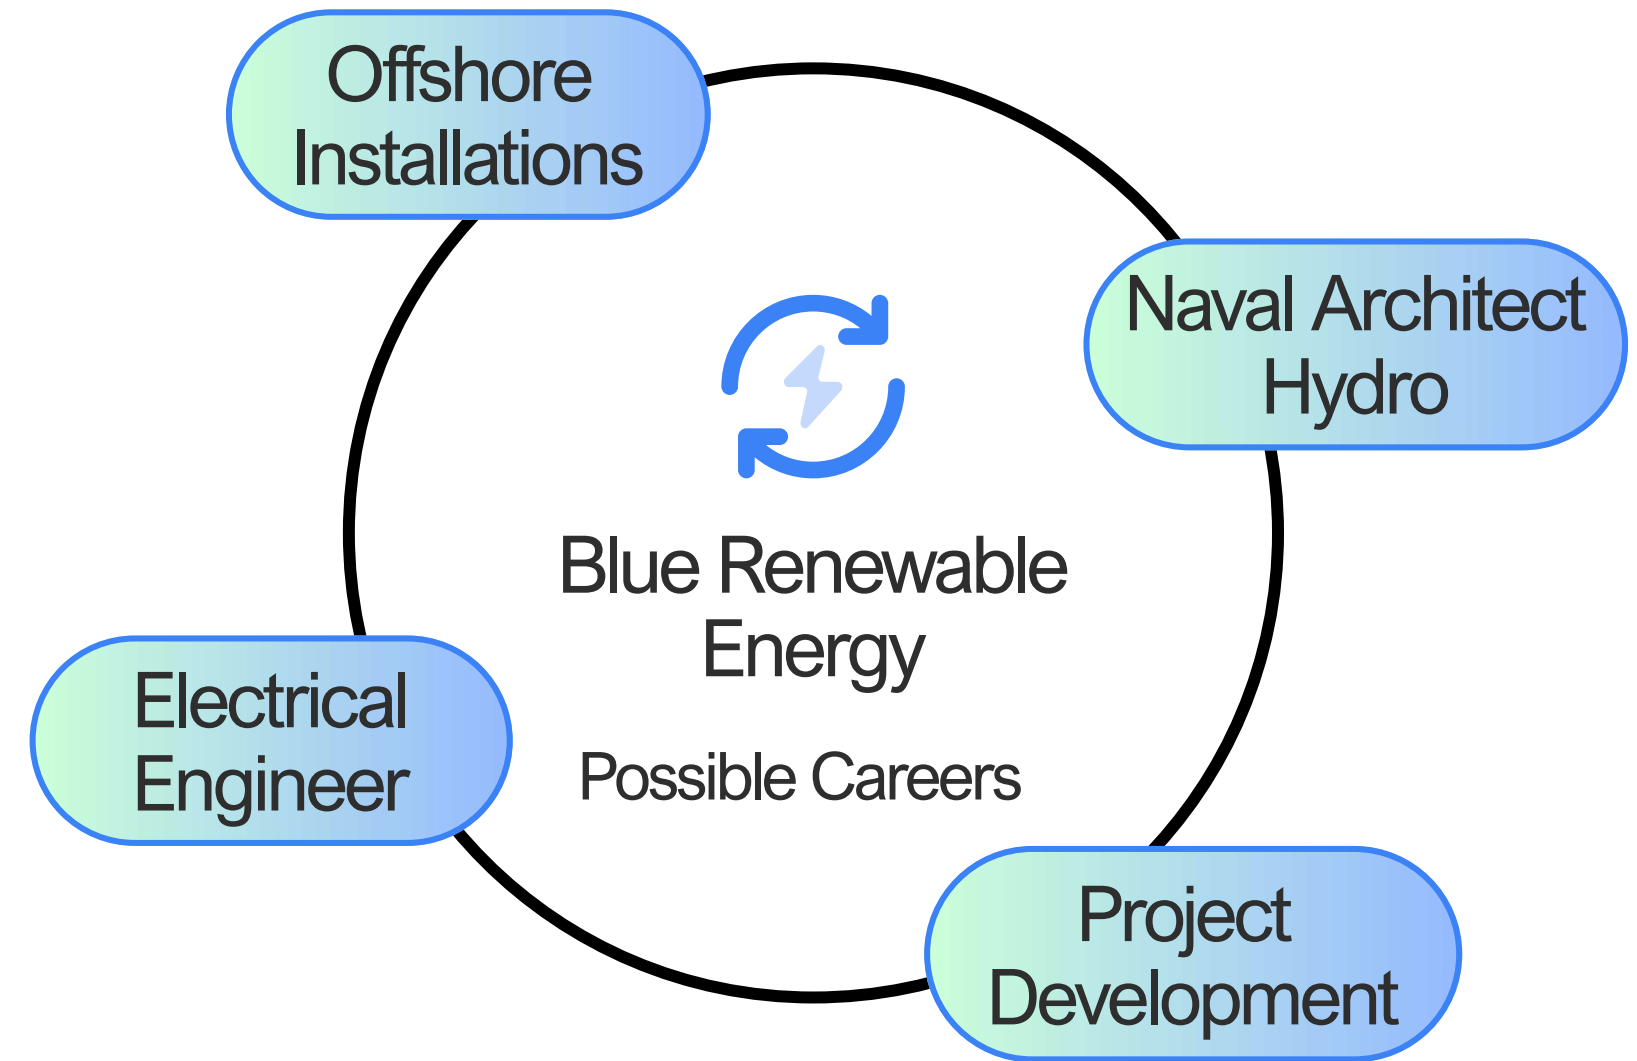 Offshore
Installations
Naval Architect
Hydro
Blue Renewable
Energy
Possible Careers
Electrical
Engineer
Project
Development